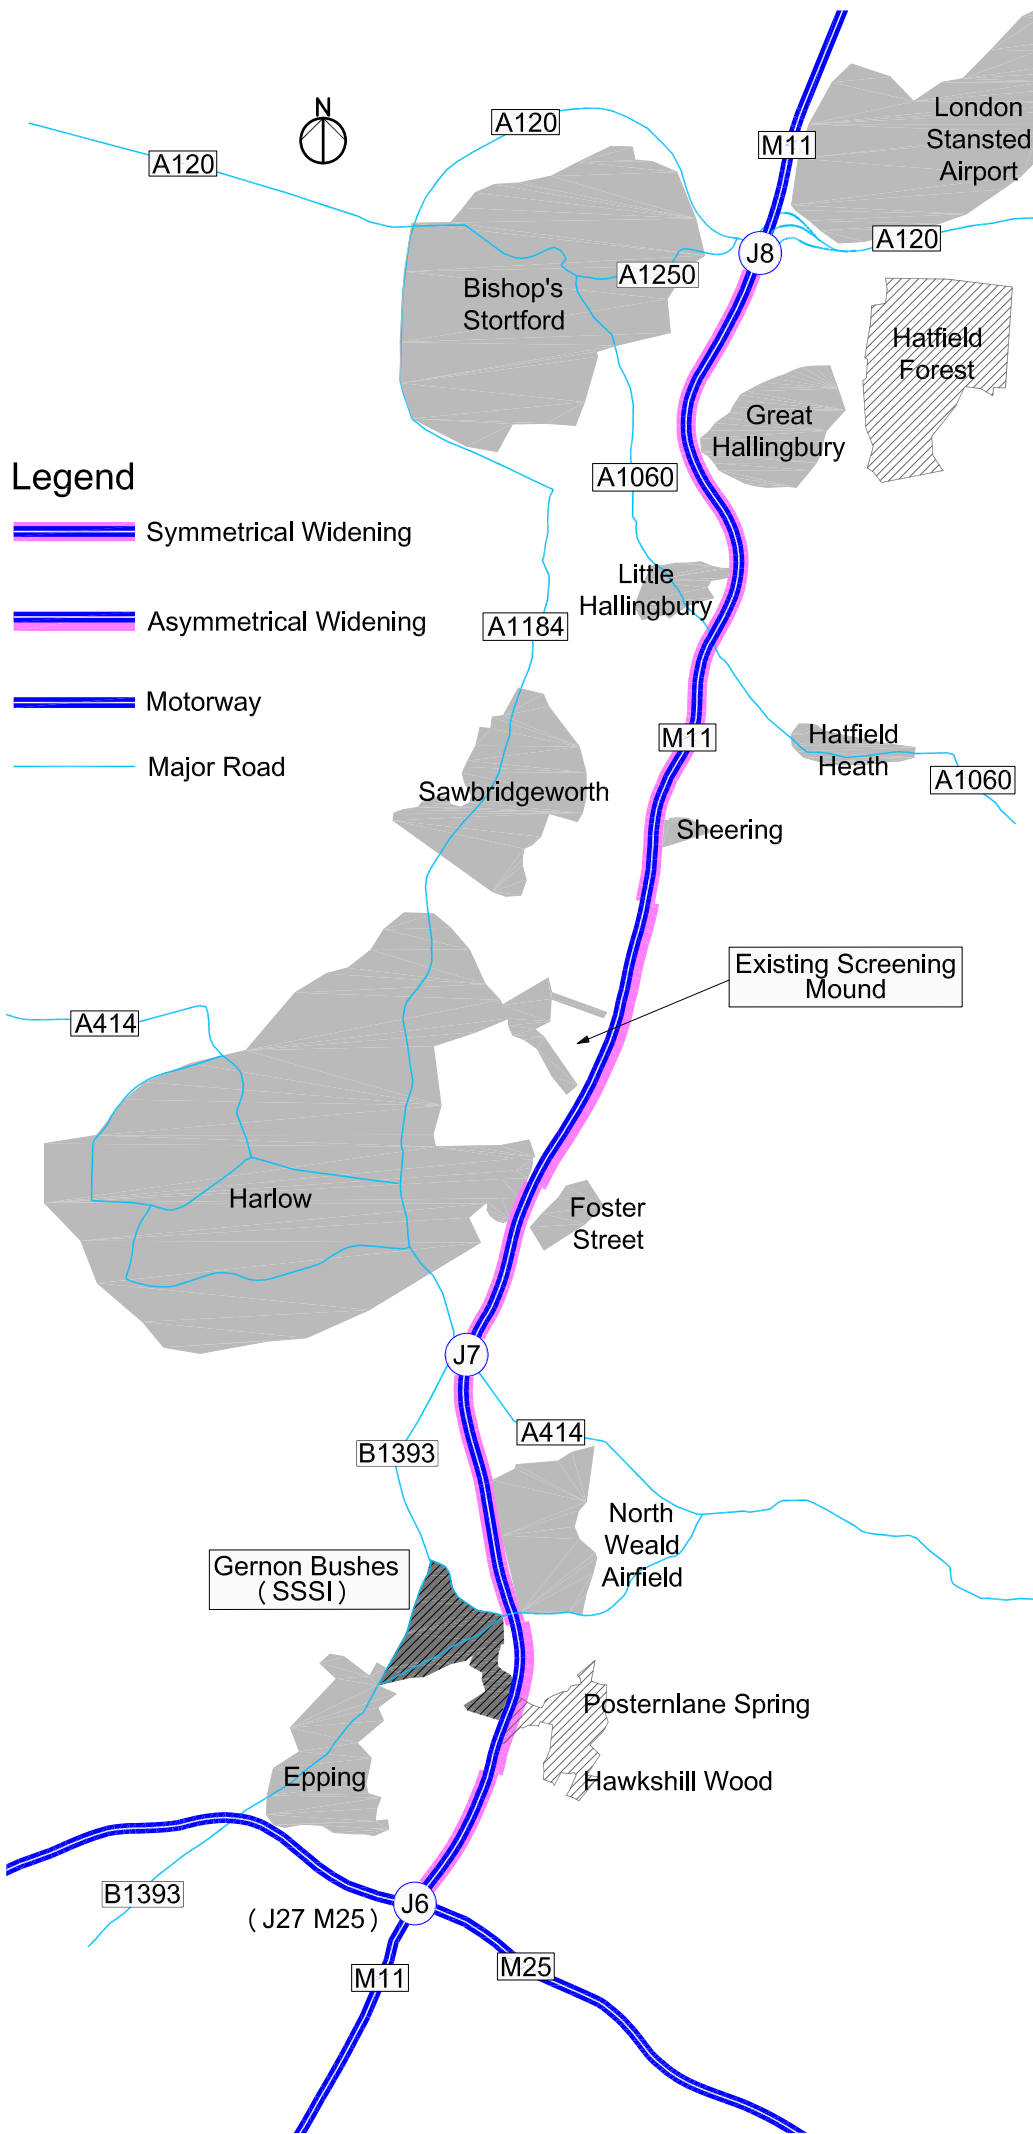 London
Stansted
Airport
N
A120
M11
A120
A120
J8
A1250
Bishop's
Stortford
Hatfield
Forest
Great
Hallingbury
Legend
A1060
Symmetrical Widening
Little
Hallingbury
Asymmetrical Widening
A1184
Motorway
M11
Hatfield
Heath
Major Road
A1060
Sawbridgeworth
Sheering
Existing Screening
Mound
A414
Harlow
Foster
Street
J7
A414
B1393
North
Weald
Airfield
Gernon Bushes
( SSSI )
Posternlane Spring
Epping
Hawkshill Wood
B1393
J6
( J27 M25 )
M25
M11